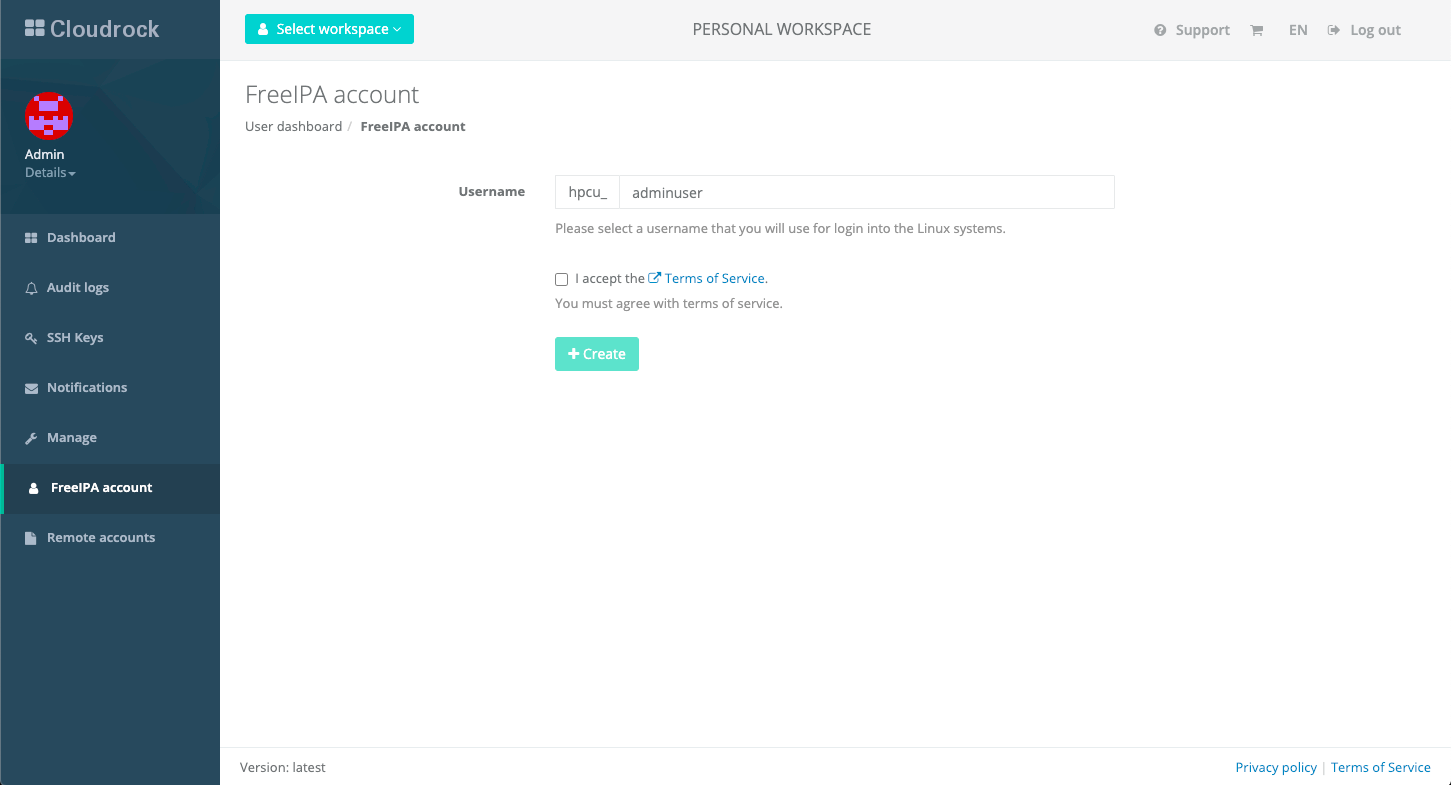 Cloudrock
Select workspace
PERSONAL WORKSPACE
Support
EN
Log out
Admin
Details
Dashboard
Audit logs
SSH Keys
Notifications
Manage
FreeIPA account
Remote accounts
FreeIPA account
User dashboard / FreeIPA account
Username
hpcu_ adminuser
Please select a username that you will use for login into the Linux systems.
I accept the Terms of Service.
You must agree with terms of service.
Create
Version: latest
Privacy policy | Terms of Service